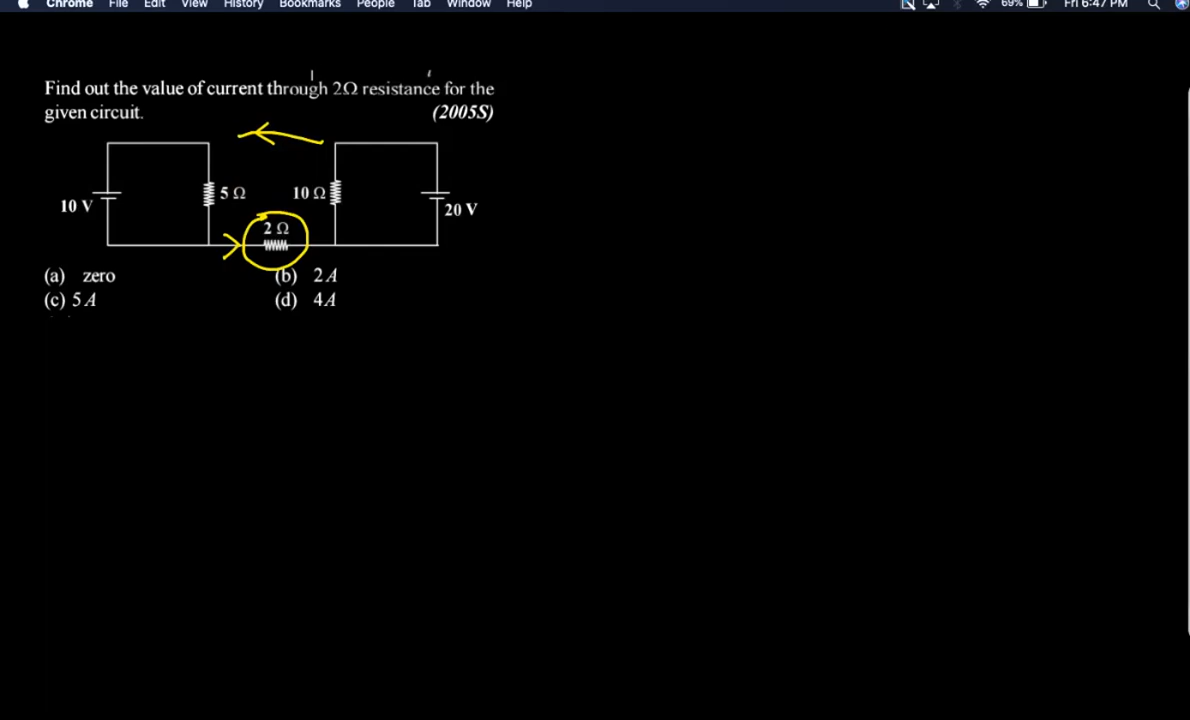 Chrome File Edit View History Bookmarks People Tab Window Help 69% Fri 6:47 PM
Find out the value of current through 2Ω resistance for the
given circuit. (2005S)
5 Ω 10 Ω
10 V 20 V
2 Ω
(a) zero (b) 2 A
(c) 5 A (d) 4 A